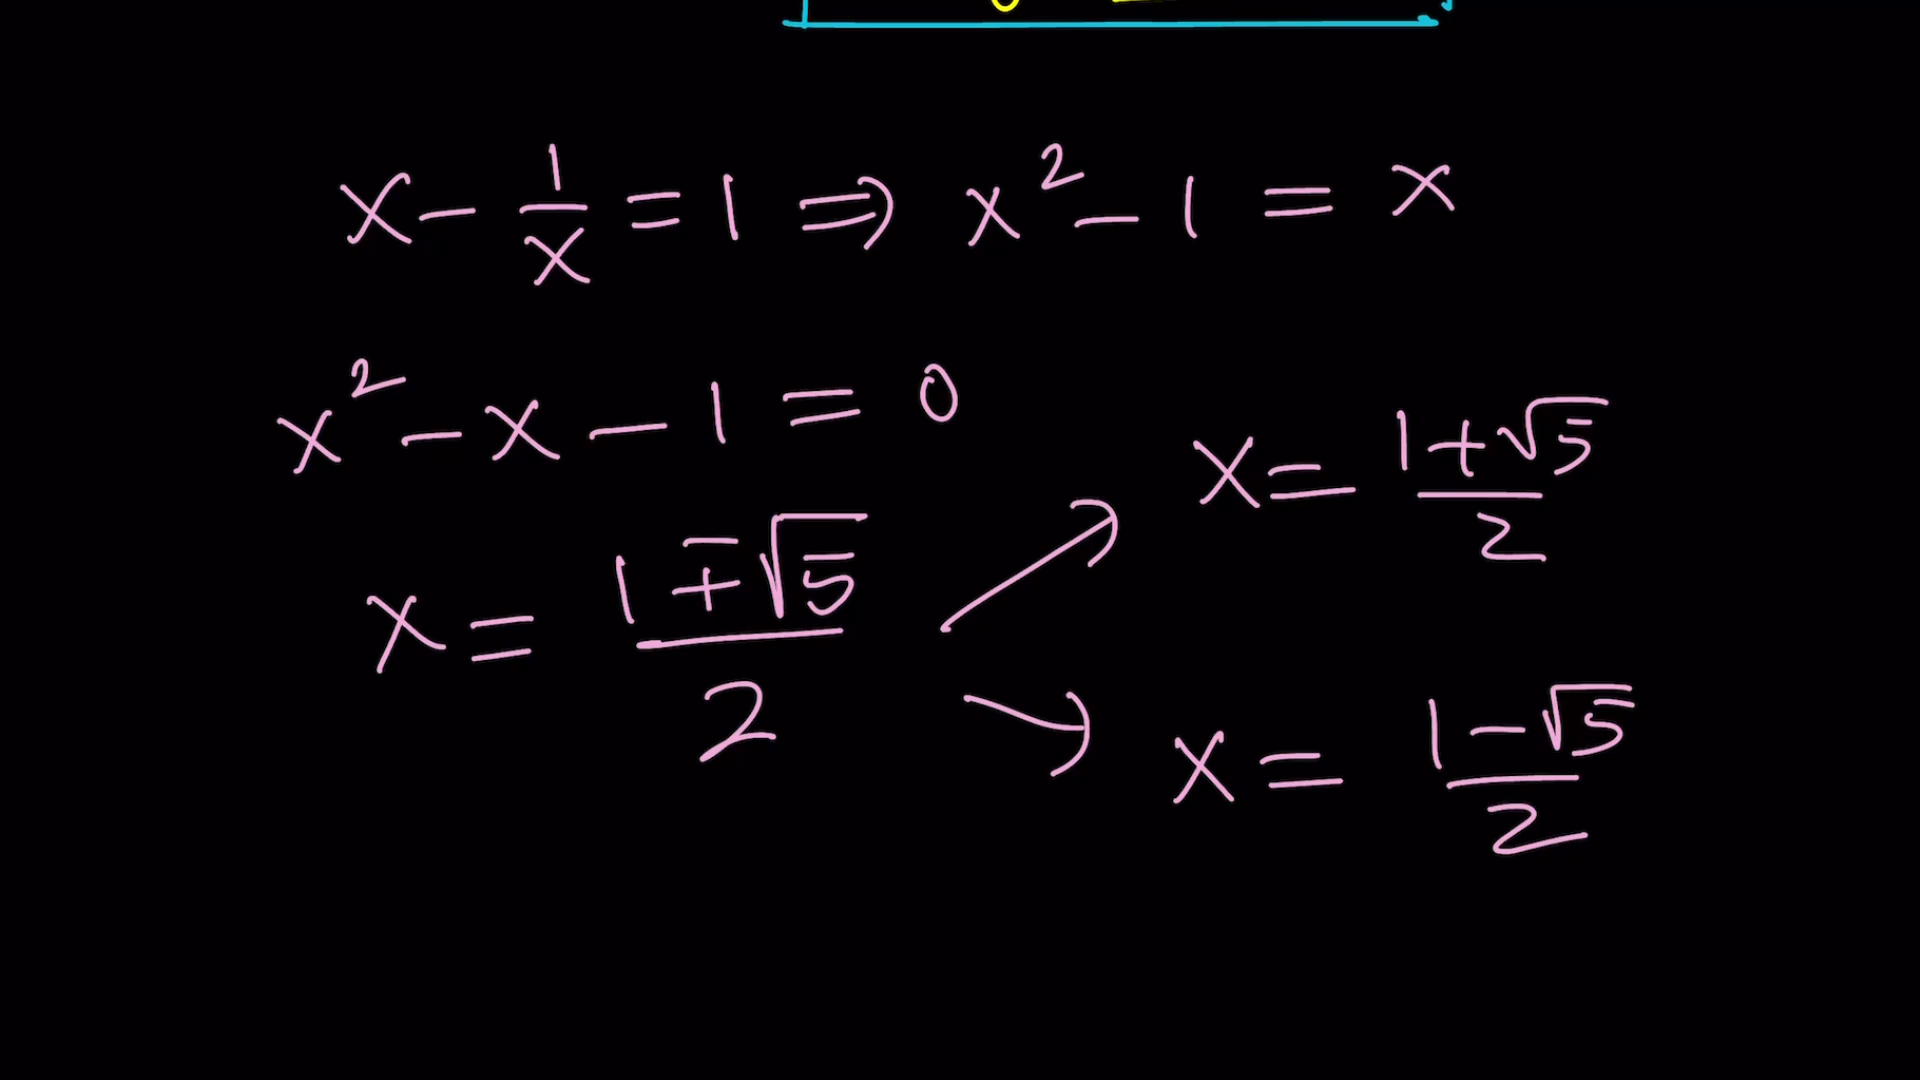 x - 1/x = 1 ⇒ x² - 1 = x
x² - x - 1 = 0
x = (1 ∓ √5)/2
x = (1 + √5)/2
x = (1 - √5)/2